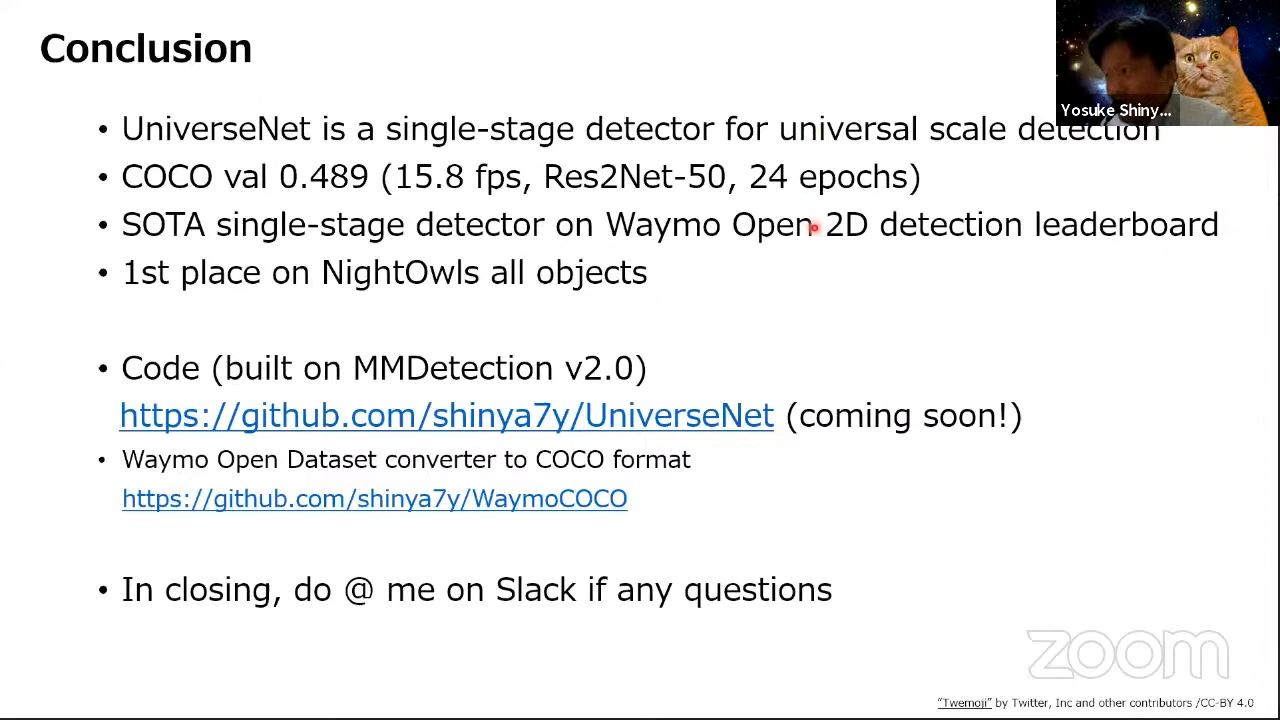 Conclusion
Yosuke Shiny...
• UniverseNet is a single-stage detector for universal scale detection
• COCO val 0.489 (15.8 fps, Res2Net-50, 24 epochs)
• SOTA single-stage detector on Waymo Open 2D detection leaderboard
• 1st place on NightOwls all objects
• Code (built on MMDetection v2.0)
https://github.com/shinya7y/UniverseNet (coming soon!)
• Waymo Open Dataset converter to COCO format
https://github.com/shinya7y/WaymoCOCO
• In closing, do @ me on Slack if any questions
zoom
“Twemoji” by Twitter, Inc and other contributors /CC-BY 4.0